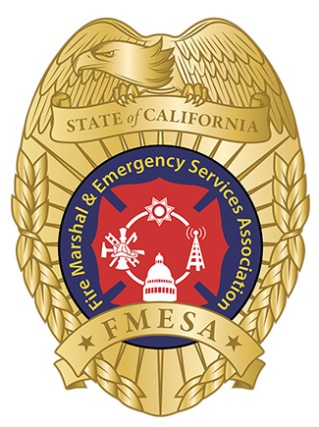 STATE of CALIFORNIA
Fire Marshal & Emergency Services Association
FMESA